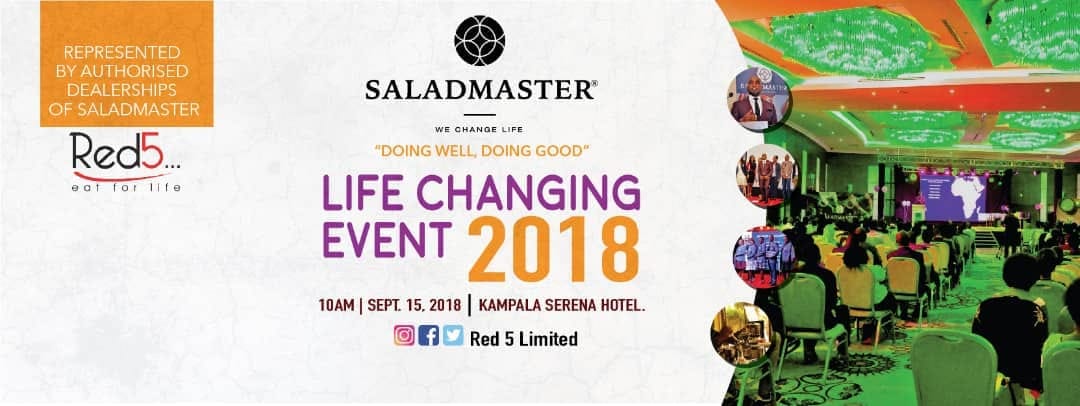 REPRESENTED
BY AUTHORISED
DEALERSHIPS
OF SALADMASTER
Red5...
eat for life
SALADMASTER®
WE CHANGE LIFE
“DOING WELL, DOING GOOD”
LIFE CHANGING
EVENT 2018
10AM | SEPT. 15, 2018 | KAMPALA SERENA HOTEL.
Red 5 Limited
SALADMASTER